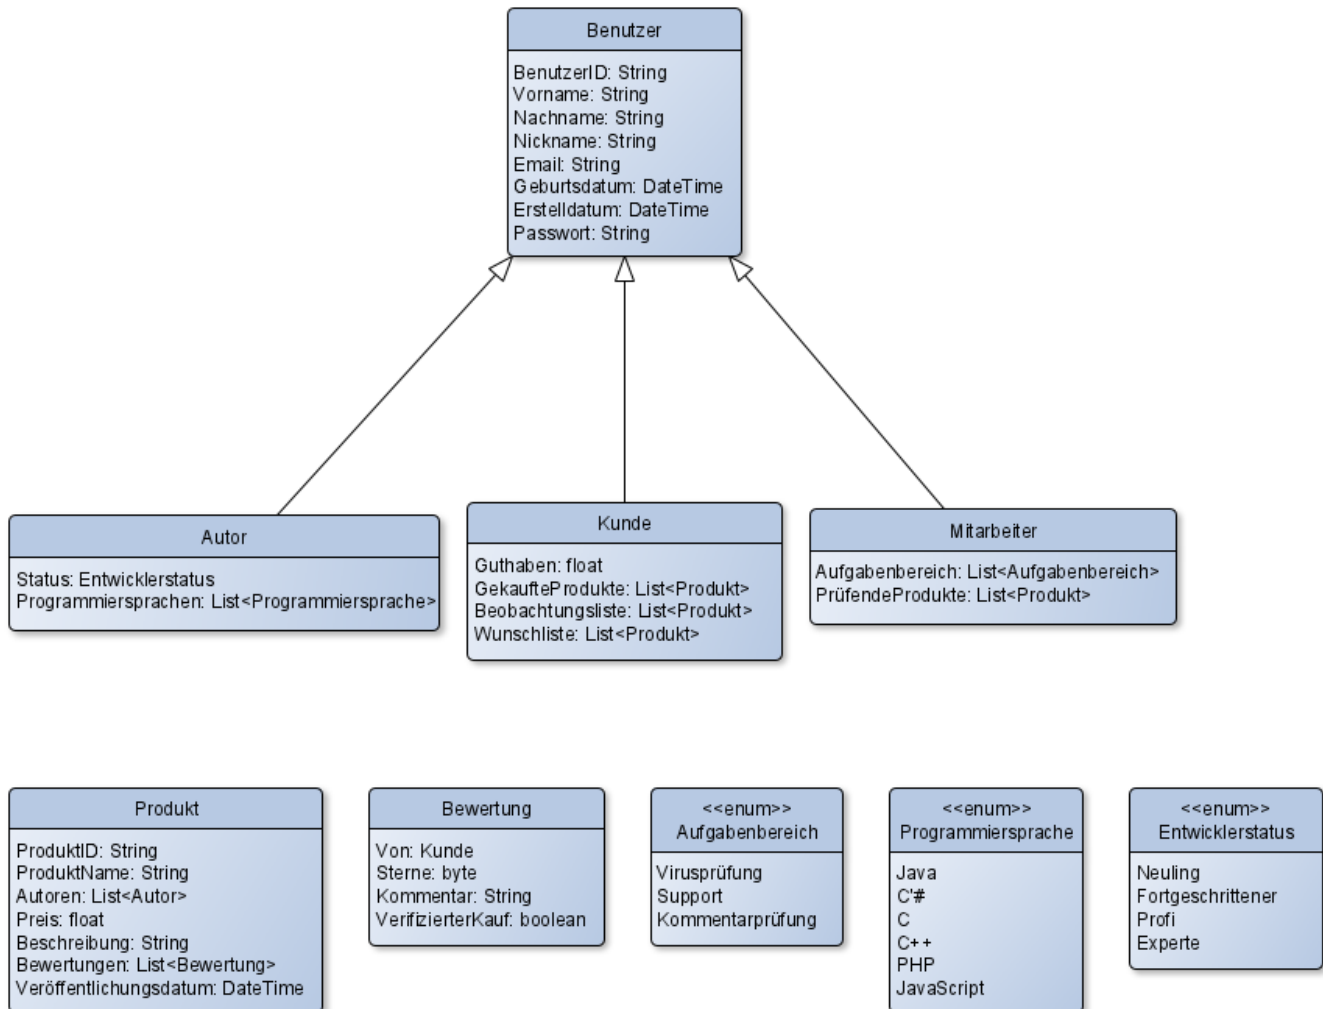 Benutzer
BenutzerID: String
Vorname: String
Nachname: String
Nickname: String
Email: String
Geburtsdatum: DateTime
Erstelldatum: DateTime
Passwort: String
Autor
Status: Entwicklerstatus
Programmiersprachen: List<Programmiersprache>
Kunde
Guthaben: float
GekaufteProdukte: List<Produkt>
Beobachtungsliste: List<Produkt>
Wunschliste: List<Produkt>
Mitarbeiter
Aufgabenbereich: List<Aufgabenbereich>
PrüfendeProdukte: List<Produkt>
Produkt
ProduktID: String
ProduktName: String
Autoren: List<Autor>
Preis: float
Beschreibung: String
Bewertungen: List<Bewertung>
Veröffentlichungsdatum: DateTime
Bewertung
Von: Kunde
Sterne: byte
Kommentar: String
VerifizierterKauf: boolean
<<enum>>
Aufgabenbereich
Virusprüfung
Support
Kommentarprüfung
<<enum>>
Programmiersprache
Java
C'#
C
C++
PHP
JavaScript
<<enum>>
Entwicklerstatus
Neuling
Fortgeschrittener
Profi
Experte